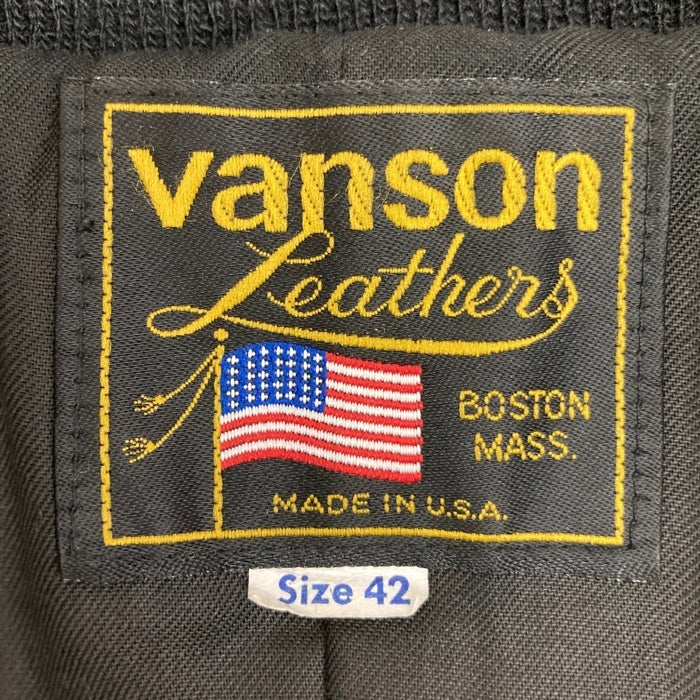 vanson
Leathers
BOSTON
MASS.
MADE IN U.S.A.
Size 42